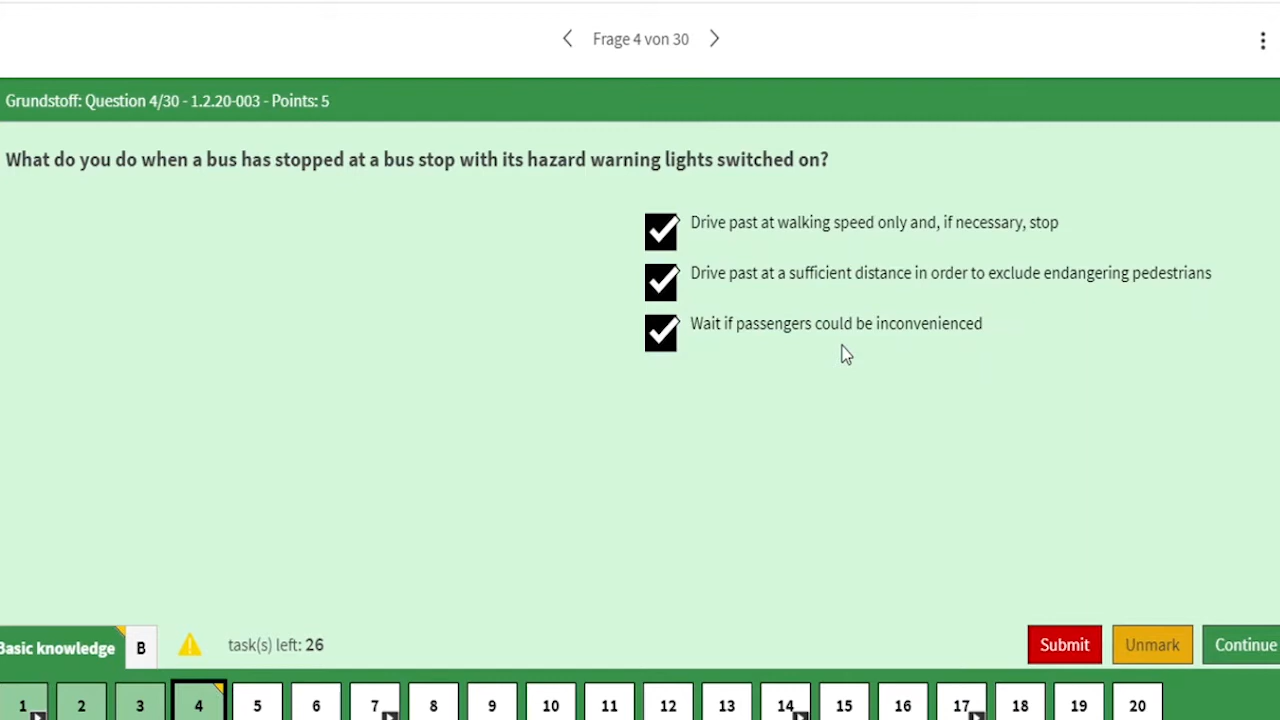 Frage 4 von 30
Grundstoff: Question 4/30 - 1.2.20-003 - Points: 5
What do you do when a bus has stopped at a bus stop with its hazard warning lights switched on?
Drive past at walking speed only and, if necessary, stop
Drive past at a sufficient distance in order to exclude endangering pedestrians
Wait if passengers could be inconvenienced
Basic knowledge B task(s) left: 26 Submit Unmark Continue
1 2 3 4 5 6 7 8 9 10 11 12 13 14 15 16 17 18 19 20